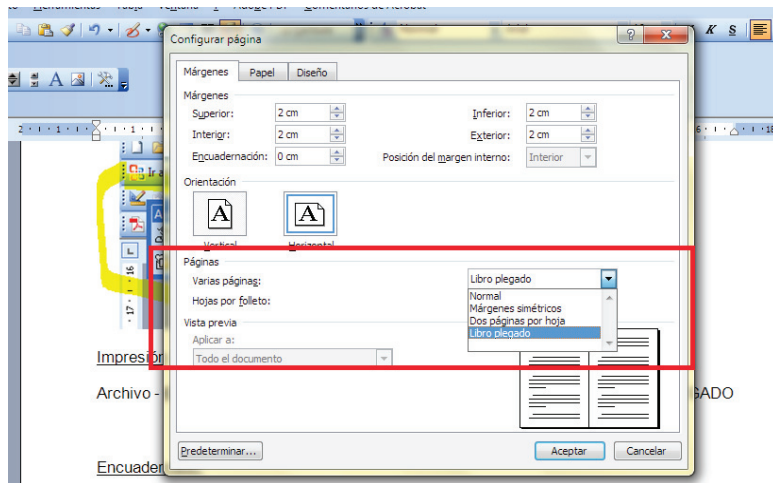 Herramientas Tabla Ventana ? Adobe PDF Comentarios de Acrobat
Configurar página
K S
Márgenes Papel Diseño
Márgenes
Superior: 2 cm Inferior: 2 cm
Interior: 2 cm Exterior: 2 cm
Encuadernación: 0 cm Posición del margen interno: Interior
Orientación
Vertical Horizontal
Páginas
Varias páginas: Libro plegado
Hojas por folleto:
Normal
Márgenes simétricos
Dos páginas por hoja
Libro plegado
Vista previa
Aplicar a:
Todo el documento
Impresión
Archivo -
Predeterminar... Aceptar Cancelar
Encuader